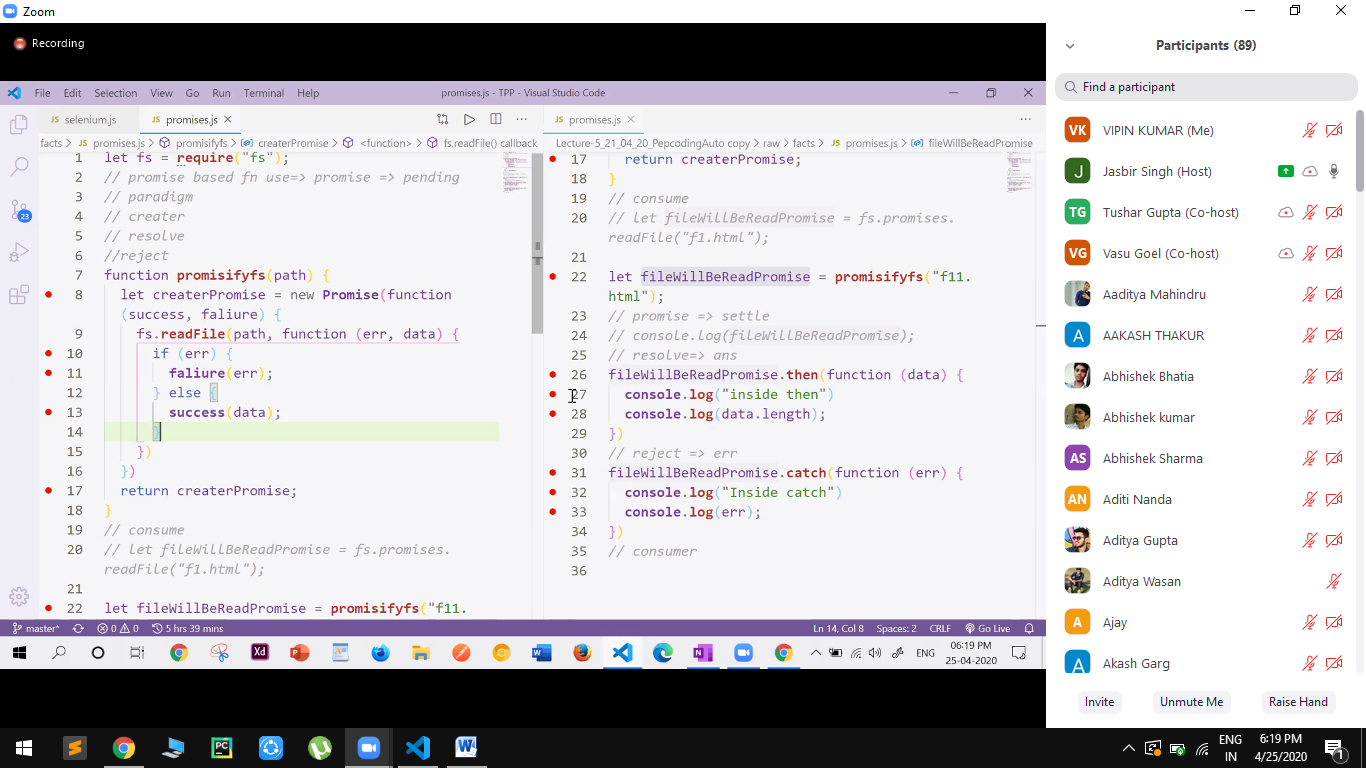 Zoom
Recording
Participants (89)
Find a participant
File Edit Selection View Go Run Terminal Help
promises.js - TPP - Visual Studio Code
JS selenium.js
JS promises.js
JS promises.js
facts > JS promises.js > promisifyfs > createrPromise > <function> > fs.readFile() callback
Lecture-5_21_04_20_PepcodingAuto copy > raw > facts > JS promises.js > fileWillBeReadPromise
1 let fs = require("fs");
2 // promise based fn use=> promise => pending
3 // paradigm
4 // creater
5 // resolve
6 //reject
7 function promisifyfs(path) {
8 let createrPromise = new Promise(function
(success, faliure) {
9 fs.readFile(path, function (err, data) {
10 if (err) {
11 faliure(err);
12 } else {
13 success(data);
14 }
15 })
16 })
17 return createrPromise;
18 }
19 // consume
20 // let fileWillBeReadPromise = fs.promises.
readFile("f1.html");
21
22 let fileWillBeReadPromise = promisifyfs("f11.
17 return createrPromise;
18 }
19 // consume
20 // let fileWillBeReadPromise = fs.promises.
readFile("f1.html");
21
22 let fileWillBeReadPromise = promisifyfs("f11.
html");
23 // promise => settle
24 // console.log(fileWillBeReadPromise);
25 // resolve=> ans
26 fileWillBeReadPromise.then(function (data) {
27 console.log("inside then")
28 console.log(data.length);
29 })
30 // reject => err
31 fileWillBeReadPromise.catch(function (err) {
32 console.log("Inside catch")
33 console.log(err);
34 })
35 // consumer
36
23
master* 0 0 5 hrs 39 mins
Ln 14, Col 8 Spaces: 2 CRLF Go Live
Xd
ENG
06:19 PM
25-04-2020
VK VIPIN KUMAR (Me)
J Jasbir Singh (Host)
TG Tushar Gupta (Co-host)
VG Vasu Goel (Co-host)
Aaditya Mahindru
A AAKASH THAKUR
Abhishek Bhatia
Abhishek kumar
AS Abhishek Sharma
AN Aditi Nanda
Aditya Gupta
Aditya Wasan
A Ajay
A Akash Garg
Invite Unmute Me Raise Hand
PC
ENG
IN
6:19 PM
4/25/2020
1